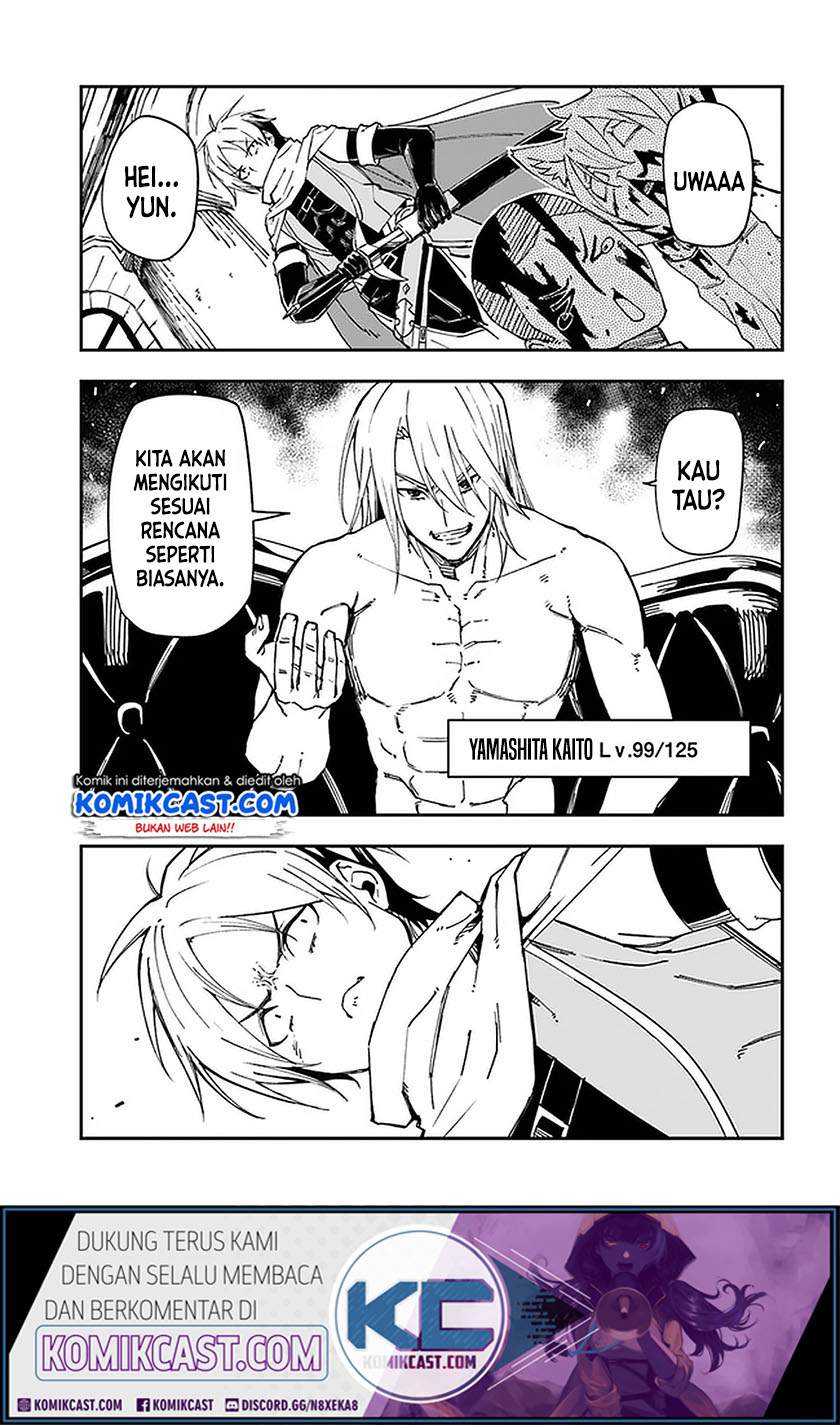 UWAAA
HEI...
YUN.
KAU
TAU?
KITA AKAN
MENGIKUTI
SESUAI
RENCANA
SEPERTI
BIASANYA.
YAMASHITA KAITO Lv.99/125
Komik ini diterjemahkan & diedit oleh
KOMIKCAST.COM
BUKAN WEB LAIN!!
DUKUNG TERUS KAMI
DENGAN SELALU MEMBACA
DAN BERKOMENTAR DI
KOMIKCAST.COM
KC
KOMIKCAST.COM
KOMIKCAST.COM KOMIKCAST DISCORD.GG/N8XEKA8